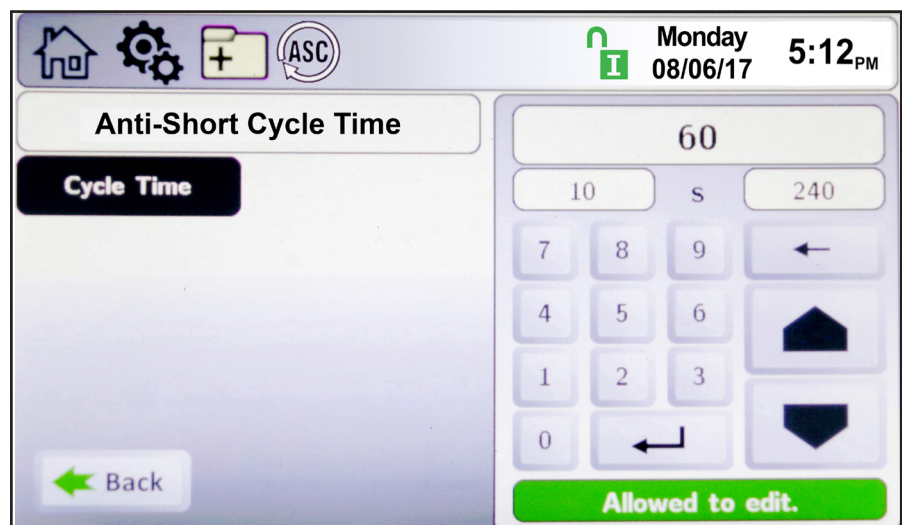 ASC
I
Monday
08/06/17
5:12PM
Anti-Short Cycle Time
60
Cycle Time
10 s 240
7 8 9
4 5 6
1 2 3
0
Back
Allowed to edit.